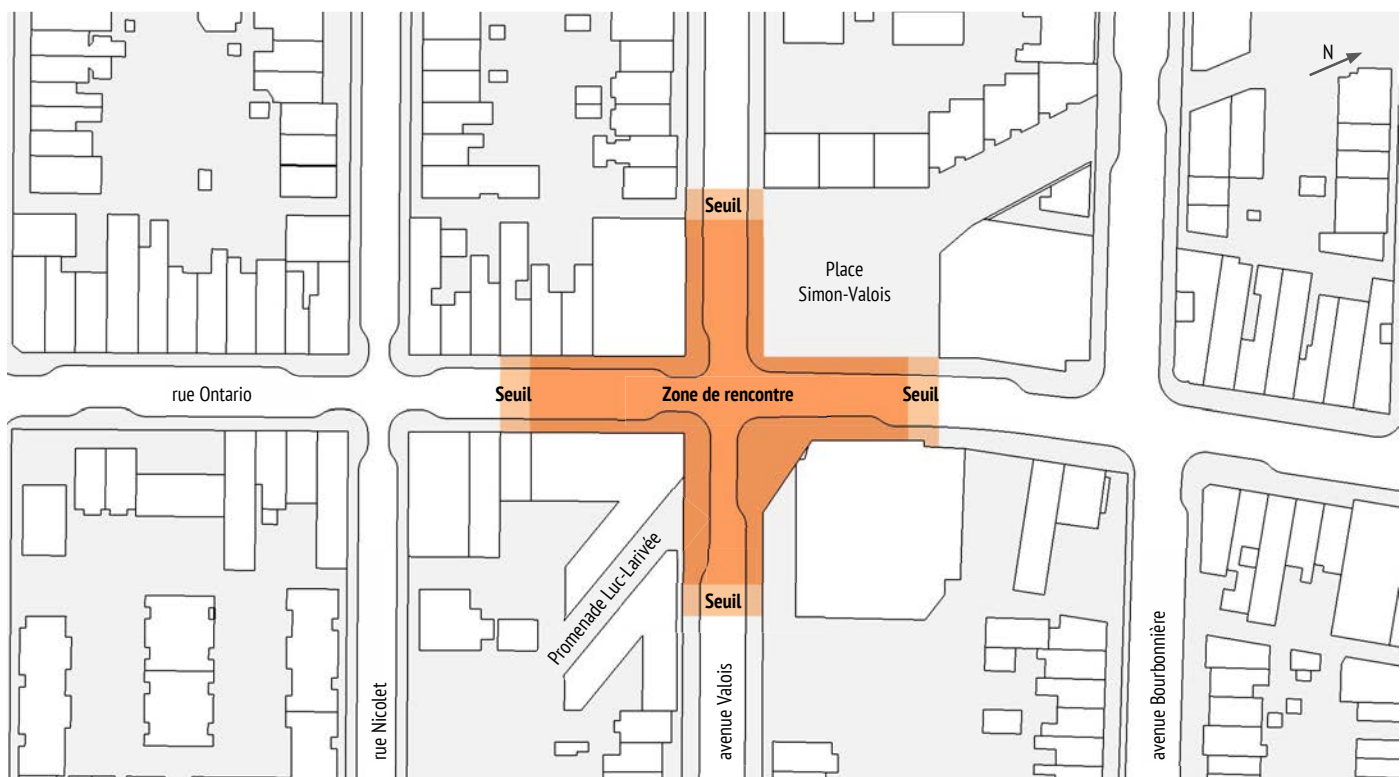 N
Seuil
Place
Simon-Valois
rue Ontario
Seuil
Zone de rencontre
Seuil
Promenade Luc-Larivée
Seuil
rue Nicolet
avenue Valois
avenue Bourbonnière